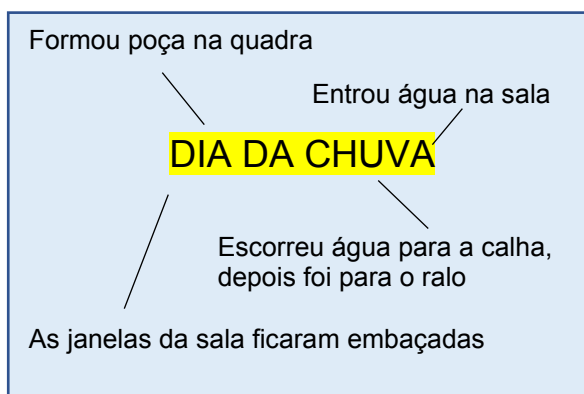 Formou poça na quadra
Entrou água na sala
DIA DA CHUVA
Escorreu água para a calha,
depois foi para o ralo
As janelas da sala ficaram embaçadas